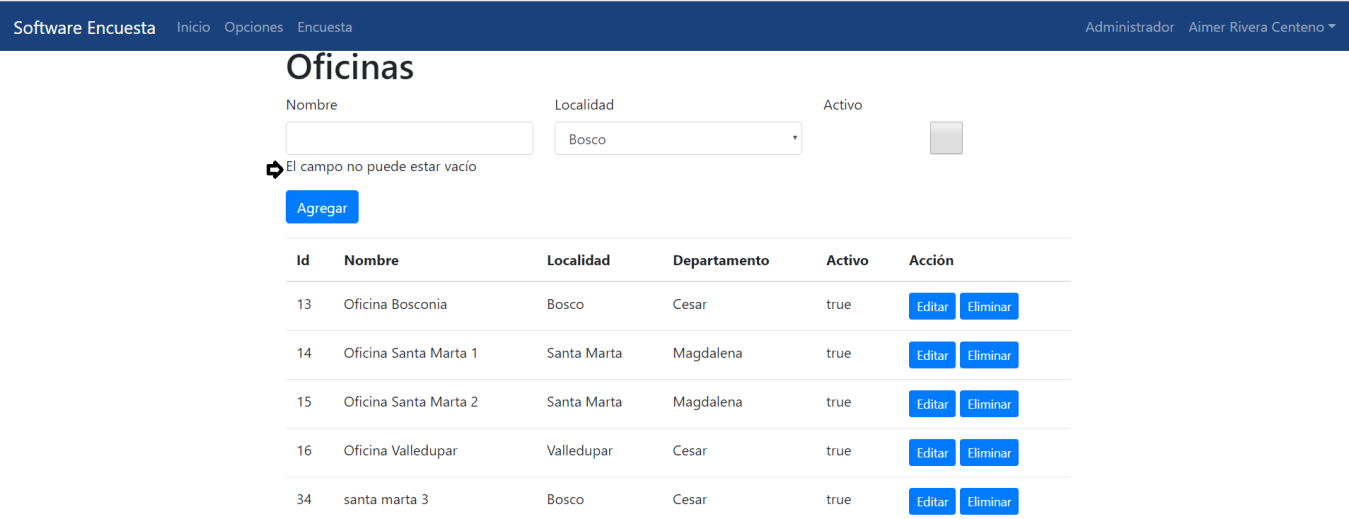 Software Encuesta Inicio Opciones Encuesta Administrador Aimer Rivera Centeno
Oficinas
Nombre Localidad Activo
Bosco
El campo no puede estar vacío
Agregar
Id Nombre Localidad Departamento Activo Acción
13 Oficina Bosconia Bosco Cesar true Editar Eliminar
14 Oficina Santa Marta 1 Santa Marta Magdalena true Editar Eliminar
15 Oficina Santa Marta 2 Santa Marta Magdalena true Editar Eliminar
16 Oficina Valledupar Valledupar Cesar true Editar Eliminar
34 santa marta 3 Bosco Cesar true Editar Eliminar